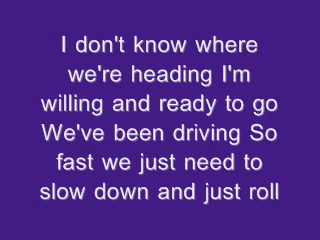 I don't know where
we're heading I'm
willing and ready to go
We've been driving So
fast we just need to
slow down and just roll